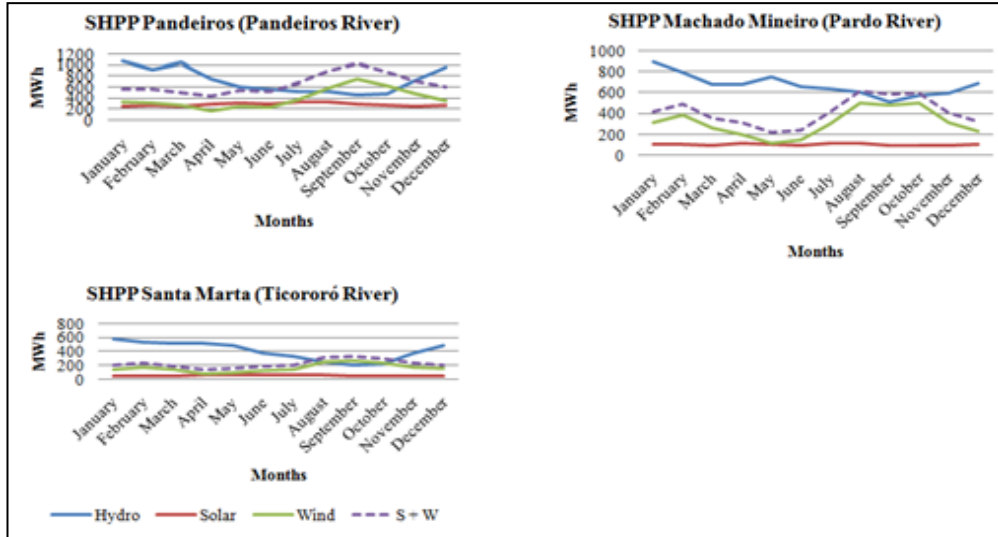 SHPP Pandeiros (Pandeiros River)
1200
1000
800
600
400
200
0
MWh
January
February
March
April
May
June
July
August
September
October
November
December
Months
SHPP Machado Mineiro (Pardo River)
1000
800
600
400
200
0
MWh
January
February
March
April
May
June
July
August
September
October
November
December
Months
SHPP Santa Marta (Ticororó River)
800
600
400
200
0
MWh
January
February
March
April
May
June
July
August
September
October
November
December
Months
Hydro Solar Wind S + W